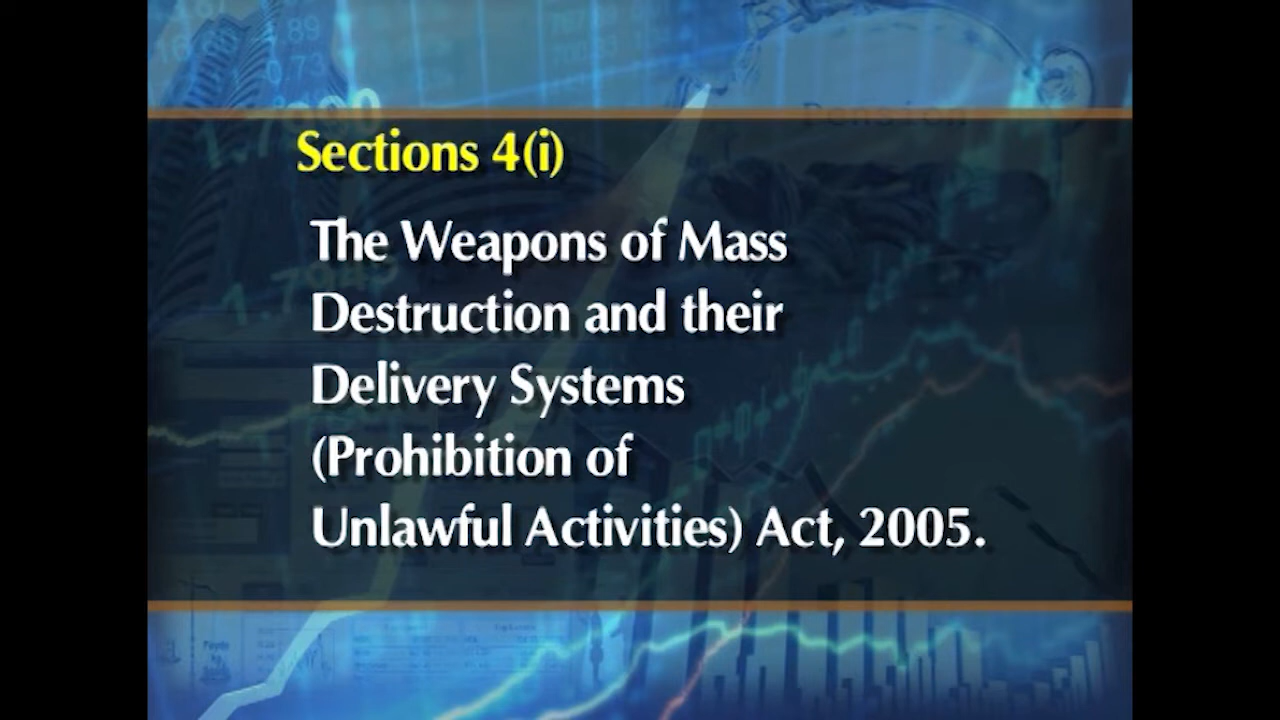 Sections 4(i)
The Weapons of Mass
Destruction and their
Delivery Systems
(Prohibition of
Unlawful Activities) Act, 2005.